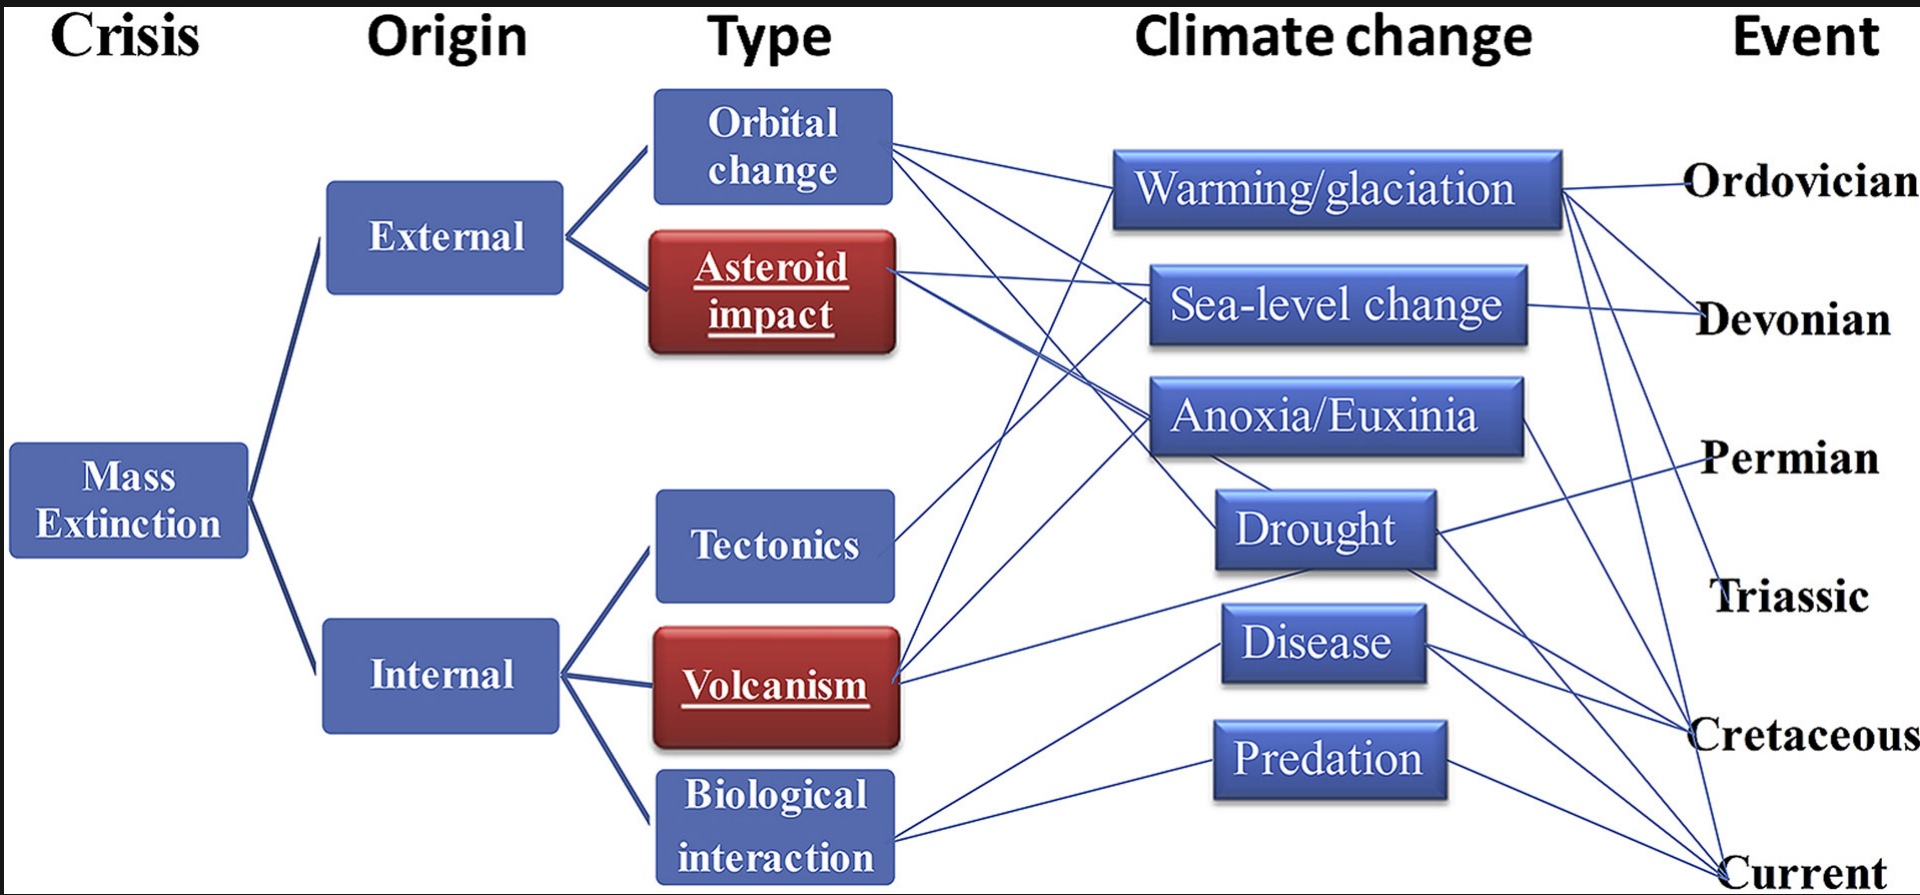 Crisis
Origin
Type
Climate change
Event
Mass
Extinction
External
Internal
Orbital
change
Asteroid
impact
Tectonics
Volcanism
Biological
interaction
Warming/glaciation
Sea-level change
Anoxia/Euxinia
Drought
Disease
Predation
Ordovician
Devonian
Permian
Triassic
Cretaceous
Current